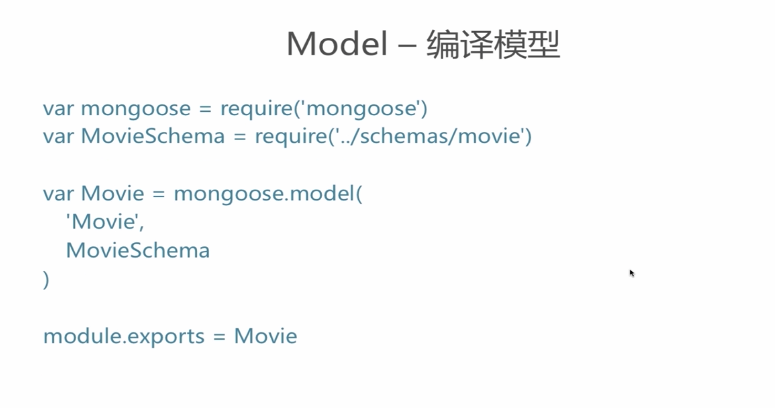 Model – 编译模型
var mongoose = require('mongoose')
var MovieSchema = require('../schemas/movie')
var Movie = mongoose.model(
'Movie',
MovieSchema
)
module.exports = Movie